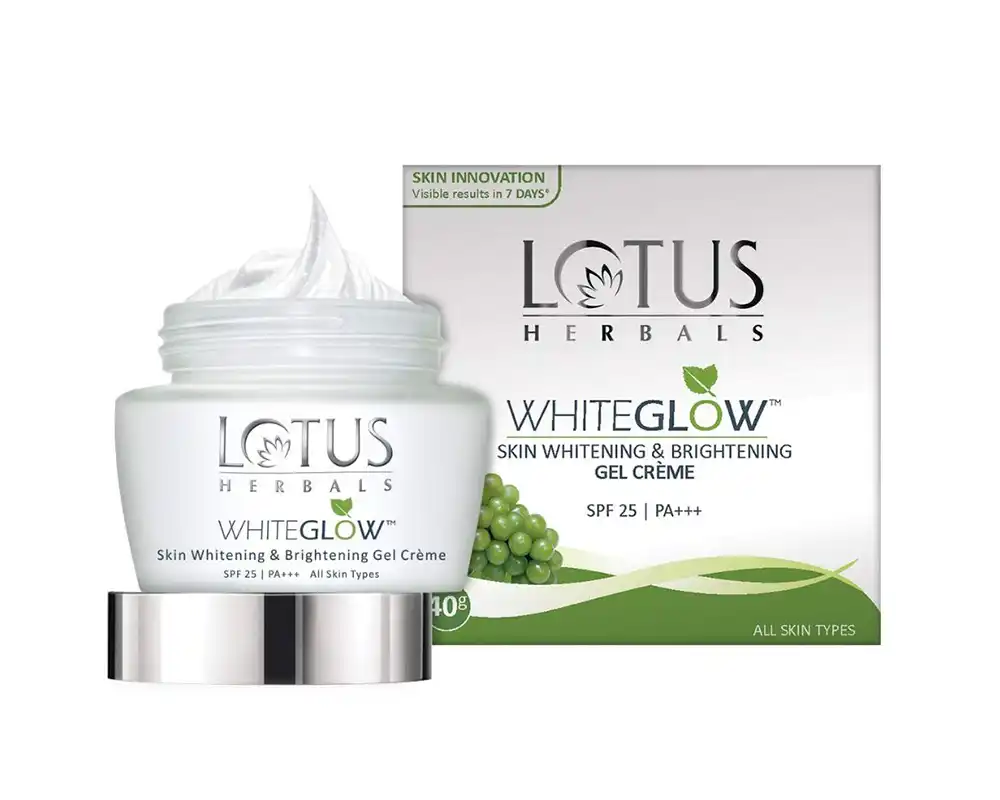 SKIN INNOVATION
Visible results in 7 DAYS*
LOTUS
HERBALS
WHITEGLOW™
SKIN WHITENING & BRIGHTENING
GEL CRÈME
SPF 25 | PA+++
40g
ALL SKIN TYPES
LOTUS
HERBALS
WHITEGLOW™
Skin Whitening & Brightening Gel Crème
SPF 25 | PA+++ All Skin Types